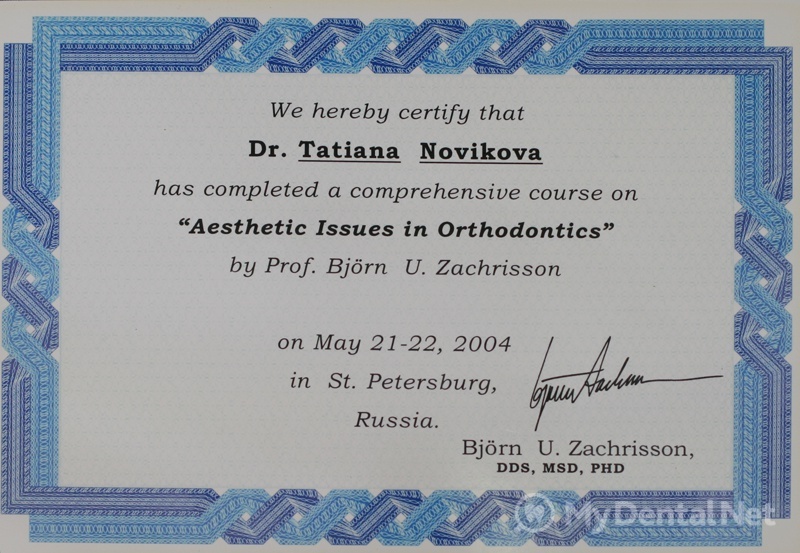 We hereby certify that
Dr. Tatiana Novikova
has completed a comprehensive course on
“Aesthetic Issues in Orthodontics”
by Prof. Björn U. Zachrisson
on May 21-22, 2004
in St. Petersburg,
Russia.
Björn U. Zachrisson,
DDS, MSD, PHD
MyDentalNet